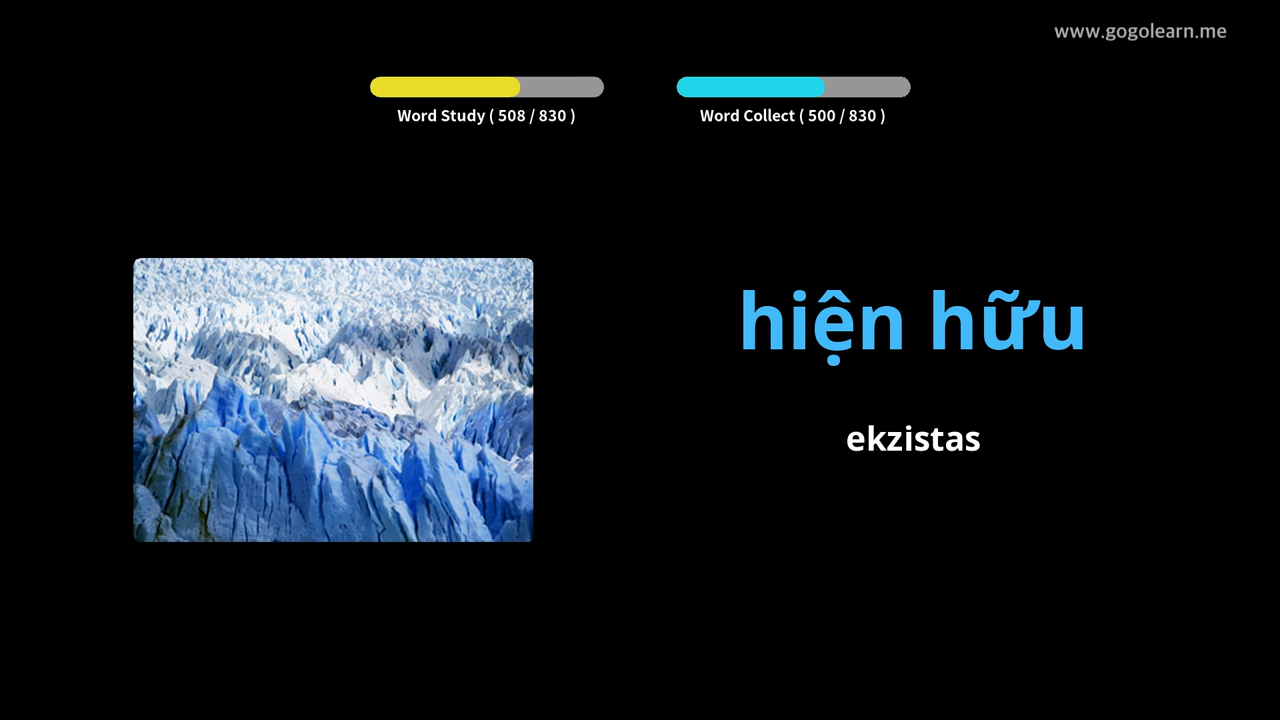 www.gogolearn.me
Word Study ( 508 / 830 )
Word Collect ( 500 / 830 )
hiện hữu
ekzistas